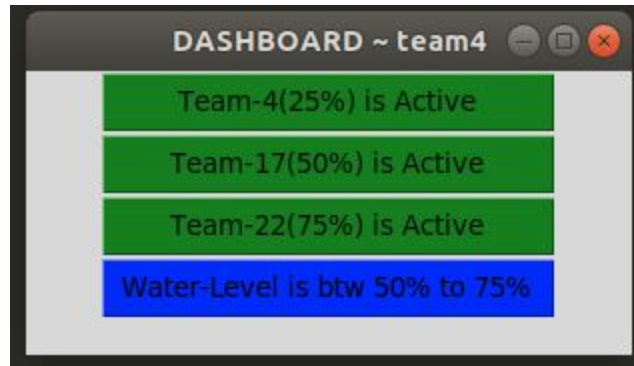 DASHBOARD ~ team4
Team-4(25%) is Active
Team-17(50%) is Active
Team-22(75%) is Active
Water-Level is btw 50% to 75%